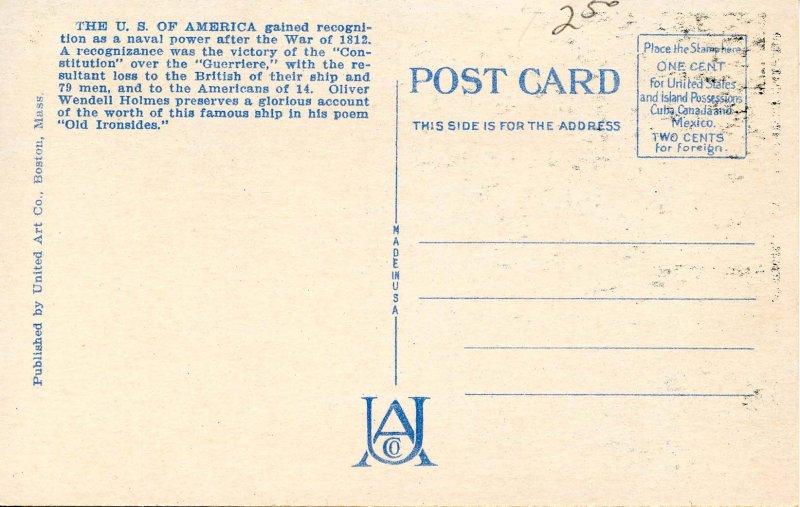 THE U. S. OF AMERICA gained recogni-
tion as a naval power after the War of 1812.
A recognizance was the victory of the "Con-
stitution" over the "Guerriere," with the re-
sultant loss to the British of their ship and
79 men, and to the Americans of 14. Oliver
Wendell Holmes preserves a glorious account
of the worth of this famous ship in his poem
"Old Ironsides."
Published by United Art Co., Boston, Mass.
25
POST CARD
THIS SIDE IS FOR THE ADDRESS
Place the Stamp here
ONE CENT
for United States
and Island Possessions
Cuba, Canada and
Mexico.
TWO CENTS
for foreign.
MADE IN USA
UACO